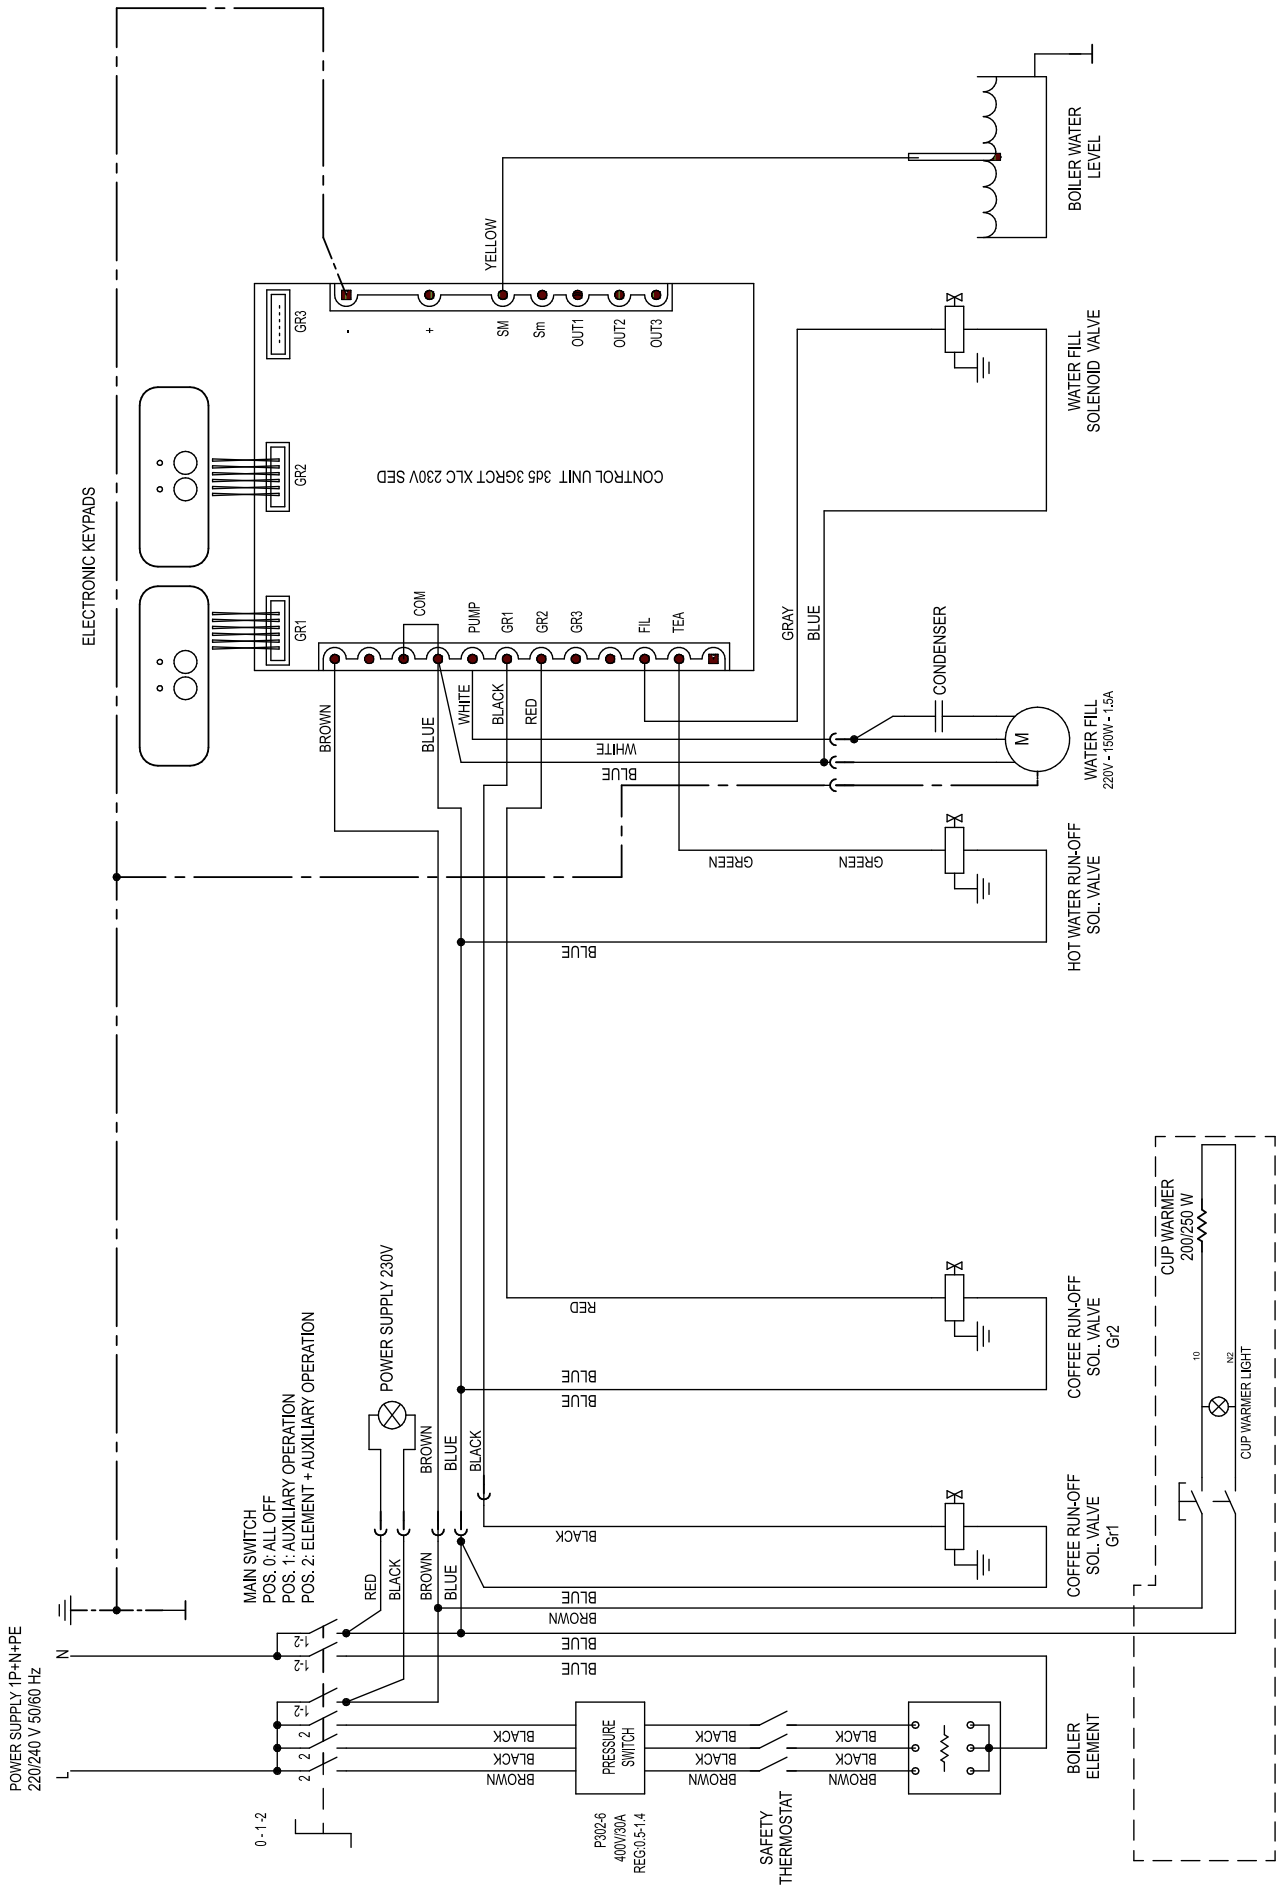 POWER SUPPLY 1P+N+PE
220/240 V 50/60 Hz
L
N
0 - 1 -2
MAIN SWITCH
POS. 0: ALL OFF
POS. 1: AUXILIARY OPERATION
POS. 2: ELEMENT + AUXILIARY OPERATION
2
2
2
1-2
1-2
1-2
RED
BLACK
BROWN
BLUE
POWER SUPPLY 230V
BROWN
BLUE
BLACK
BROWN
BLACK
BLACK
P302-6
400V/30A
REG:0.5-1.4
PRESSURE
SWITCH
BROWN
BLACK
BLACK
SAFETY
THERMOSTAT
BROWN
BLACK
BLACK
BOILER
ELEMENT
BLUE
BLUE
BROWN
BLUE
BLACK
COFFEE RUN-OFF
SOL. VALVE
Gr1
BLUE
BLUE
RED
COFFEE RUN-OFF
SOL. VALVE
Gr2
CUP WARMER
200/250 W
10
N2
CUP WARMER LIGHT
BLUE
GREEN
GREEN
HOT WATER RUN-OFF
SOL. VALVE
BLUE
WHITE
CONDENSER
M
WATER FILL
220V - 150W - 1.5A
GRAY
BLUE
WATER FILL
SOLENOID VALVE
BOILER WATER
LEVEL
YELLOW
ELECTRONIC KEYPADS
GR1
GR2
GR3
CONTROL UNIT 3d5 3GRCT XLC 230V SED
BROWN
BLUE
WHITE
BLACK
RED
COM
PUMP
GR1
GR2
GR3
FIL
TEA
-
+
SM
Sm
OUT1
OUT2
OUT3